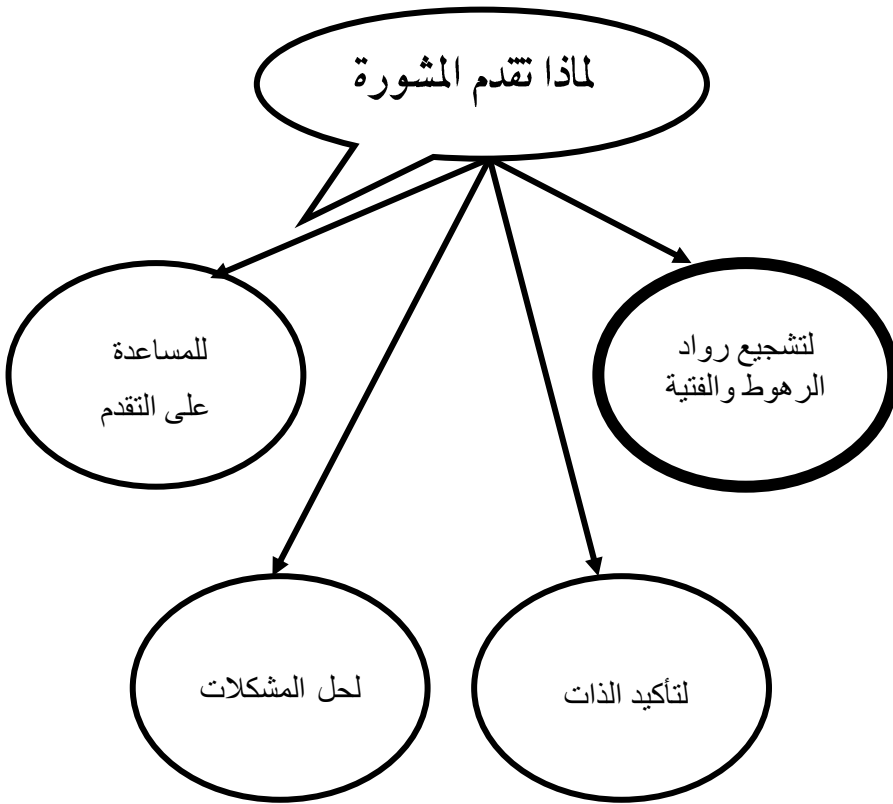 لماذا تقدم المشورة
لتشجيع رواد
الرهوط والفتية
للمساعدة
على التقدم
لتأكيد الذات
لحل المشكلات